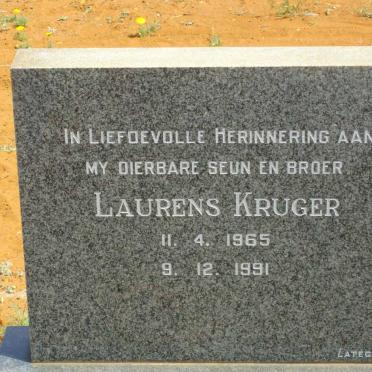 IN LIEFDEVOLLE HERINNERING AAN
MY DIERBARE SEUN EN BROER
LAURENS KRUGER
11. 4. 1965
9. 12. 1991